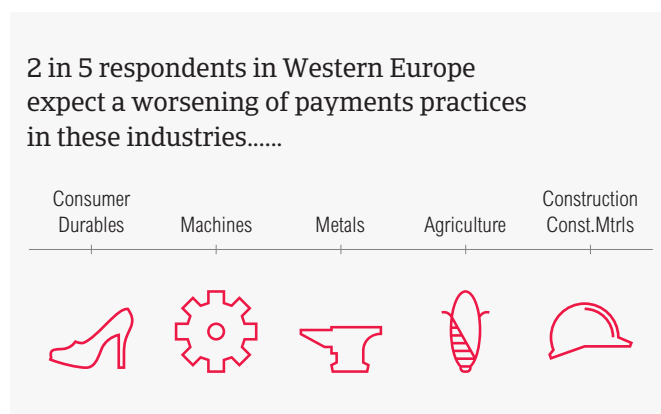 2 in 5 respondents in Western Europe
expect a worsening of payments practices
in these industries......
Consumer
Durables
Machines
Metals
Agriculture
Construction
Const.Mtrls